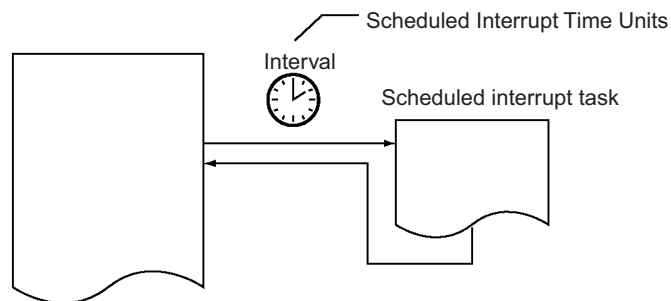 Scheduled Interrupt Time Units
Interval
Scheduled interrupt task